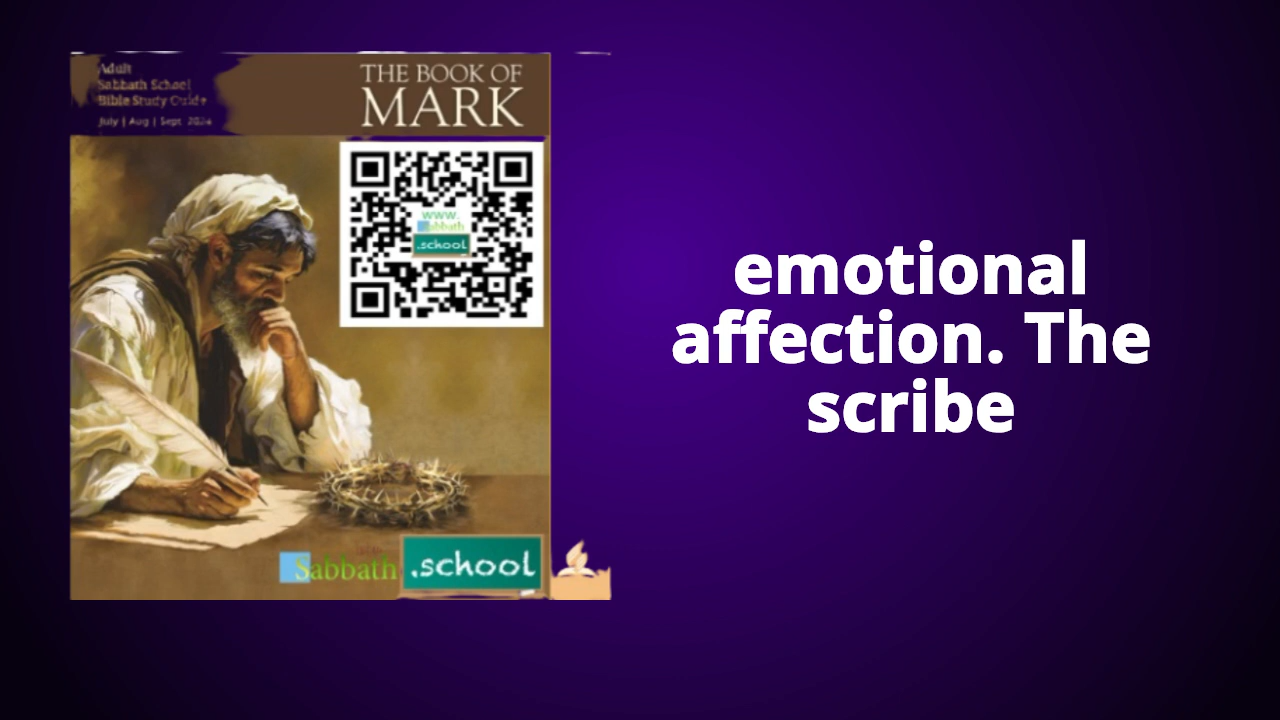 Adult
Sabbath School
Bible Study Guide
July | Aug | Sept 2024
THE BOOK OF
MARK
www.
Sabbath
.school
Sabbath
.school
emotional
affection. The
scribe